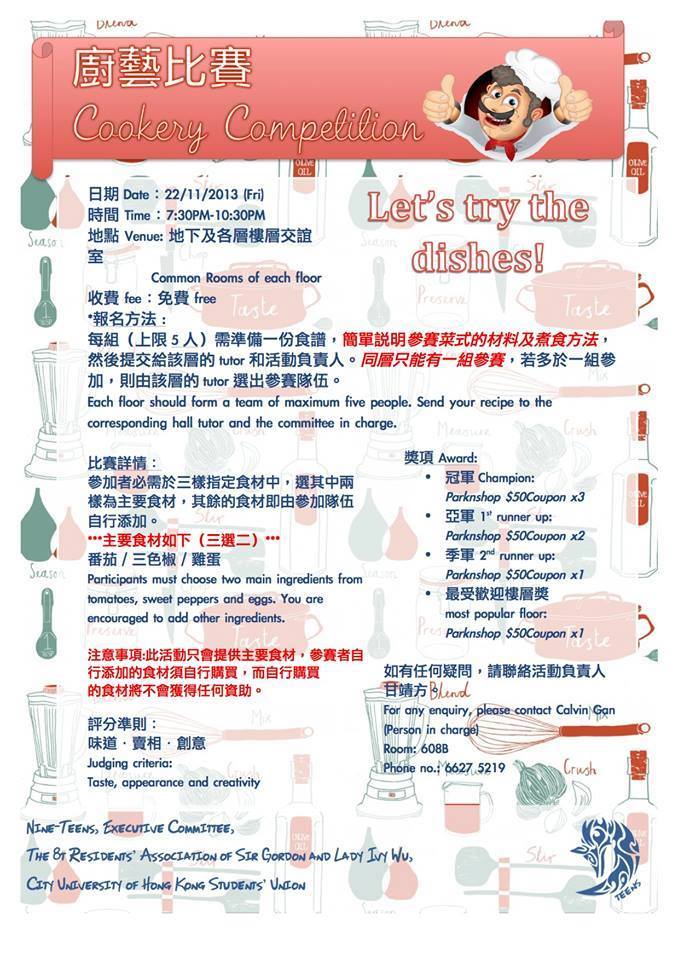 廚藝比賽
Cookery Competition
日期 Date：22/11/2013 (Fri)
時間 Time：7:30PM-10:30PM
地點 Venue: 地下及各層樓層交誼
室
Common Rooms of each floor
收費 fee：免費 free
Let's try the
dishes!
*報名方法：
每組（上限 5 人）需準備一份食譜，簡單説明參賽菜式的材料及煮食方法，
然後提交給該層的 tutor 和活動負責人。同層只能有一組參賽，若多於一組參
加，則由該層的 tutor 選出參賽隊伍。
Each floor should form a team of maximum five people. Send your recipe to the
corresponding hall tutor and the committee in charge.
比賽詳情：
參加者必需於三樣指定食材中，選其中兩
樣為主要食材，其餘的食材即由參加隊伍
自行添加。
***主要食材如下（三選二）***
番茄 / 三色椒 / 雞蛋
Participants must choose two main ingredients from
tomatoes, sweet peppers and eggs. You are
encouraged to add other ingredients.
注意事項:此活動只會提供主要食材，參賽者自
行添加的食材須自行購買，而自行購買
的食材將不會獲得任何資助。
評分準則：
味道．賣相．創意
Judging criteria:
Taste, appearance and creativity
獎項 Award:
• 冠軍 Champion:
Parknshop $50Coupon x3
• 亞軍 1st runner up:
Parknshop $50Coupon x2
• 季軍 2nd runner up:
Parknshop $50Coupon x1
• 最受歡迎樓層獎
most popular floor:
Parknshop $50Coupon x1
如有任何疑問，請聯絡活動負責人
甘靖方。
For any enquiry, please contact Calvin Gan
(Person in charge)
Room: 608B
Phone no.: 6627 5219
Nine-Teens, Executive Committee,
The 8t Residents' Association of Sir Gordon and Lady Ivy Wu,
City University of Hong Kong Students' Union
TEENS
Blend
Season
OLIVE OIL
Taste
Preserve
Measure
Stir
Mix
Crush